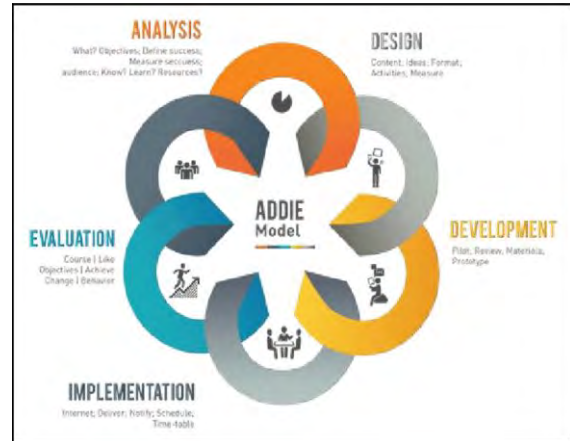 ANALYSIS
What? Objectives; Define success;
Measure seccuess;
audience; Know? Learn? Resources?
DESIGN
Content; Ideas; Format;
Activities; Measure
ADDIE
Model
DEVELOPMENT
Pilot, Review, Materials,
Prototype
EVALUATION
Course | Like
Objectives | Achieve
Change | Behavior
IMPLEMENTATION
Internet; Deliver; Notify; Schedule;
Time-table